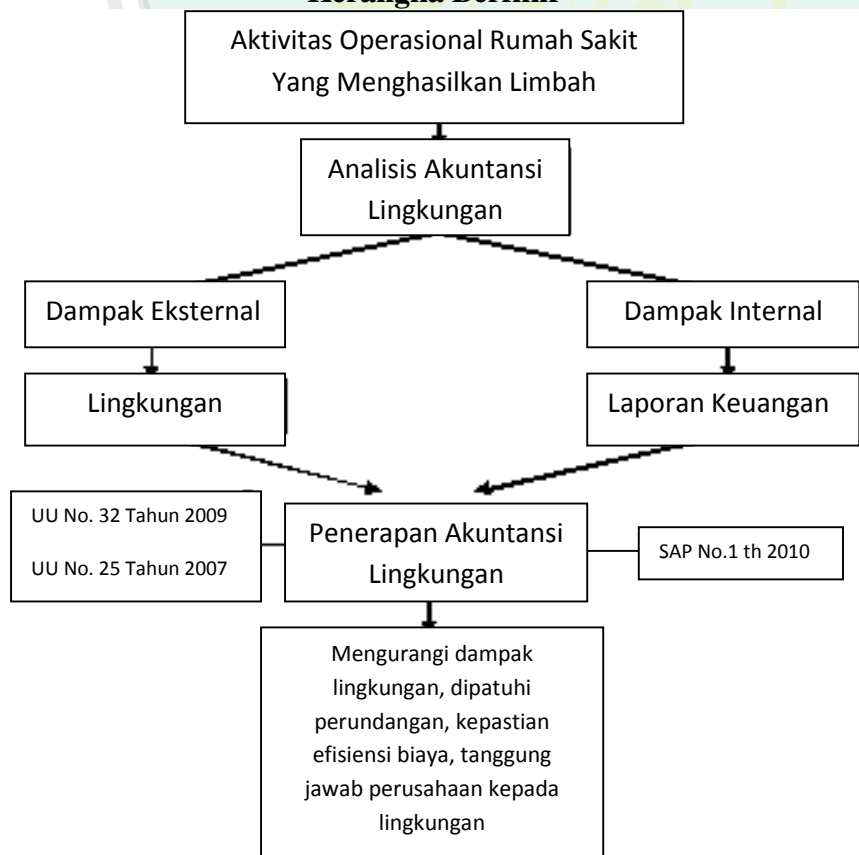 Kerangka Berfikir
Aktivitas Operasional Rumah Sakit
Yang Menghasilkan Limbah
Analisis Akuntansi
Lingkungan
Dampak Eksternal
Dampak Internal
Lingkungan
Laporan Keuangan
UU No. 32 Tahun 2009
UU No. 25 Tahun 2007
Penerapan Akuntansi
Lingkungan
SAP No.1 th 2010
Mengurangi dampak
lingkungan, dipatuhi
perundangan, kepastian
efisiensi biaya, tanggung
jawab perusahaan kepada
lingkungan